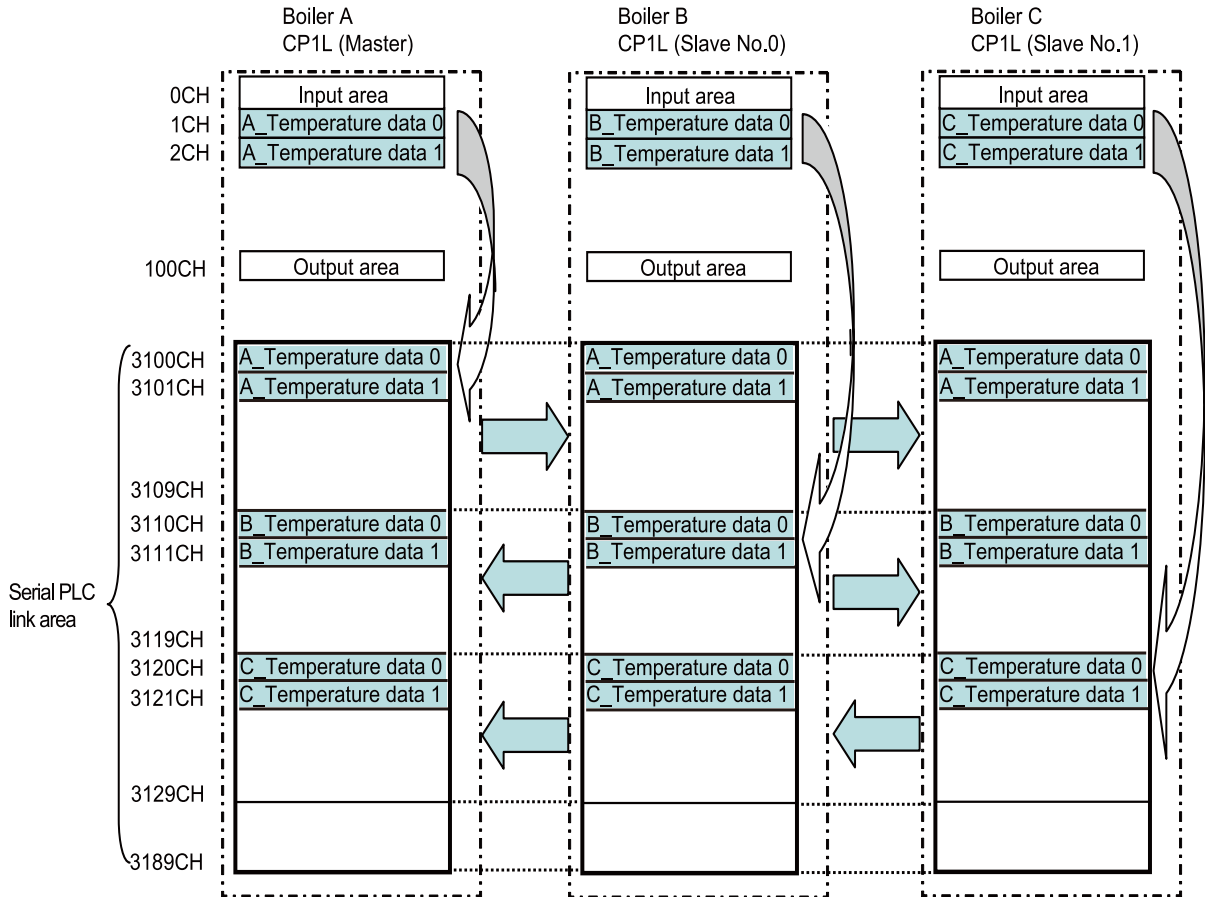 Boiler A
CP1L (Master)
Boiler B
CP1L (Slave No.0)
Boiler C
CP1L (Slave No.1)
0CH
Input area
Input area
Input area
1CH
A_Temperature data 0
B_Temperature data 0
C_Temperature data 0
2CH
A_Temperature data 1
B_Temperature data 1
C_Temperature data 1
100CH
Output area
Output area
Output area
3100CH
A_Temperature data 0
A_Temperature data 0
A_Temperature data 0
3101CH
A_Temperature data 1
A_Temperature data 1
A_Temperature data 1
3109CH
3110CH
B_Temperature data 0
B_Temperature data 0
B_Temperature data 0
3111CH
B_Temperature data 1
B_Temperature data 1
B_Temperature data 1
Serial PLC
link area
3119CH
3120CH
C_Temperature data 0
C_Temperature data 0
C_Temperature data 0
3121CH
C_Temperature data 1
C_Temperature data 1
C_Temperature data 1
3129CH
3189CH